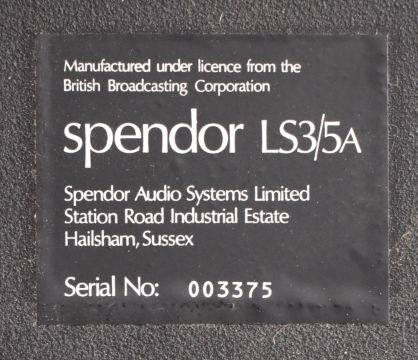 Manufactured under licence from the
British Broadcasting Corporation
spendor LS3/5A
Spendor Audio Systems Limited
Station Road Industrial Estate
Hailsham, Sussex
Serial No: 003375